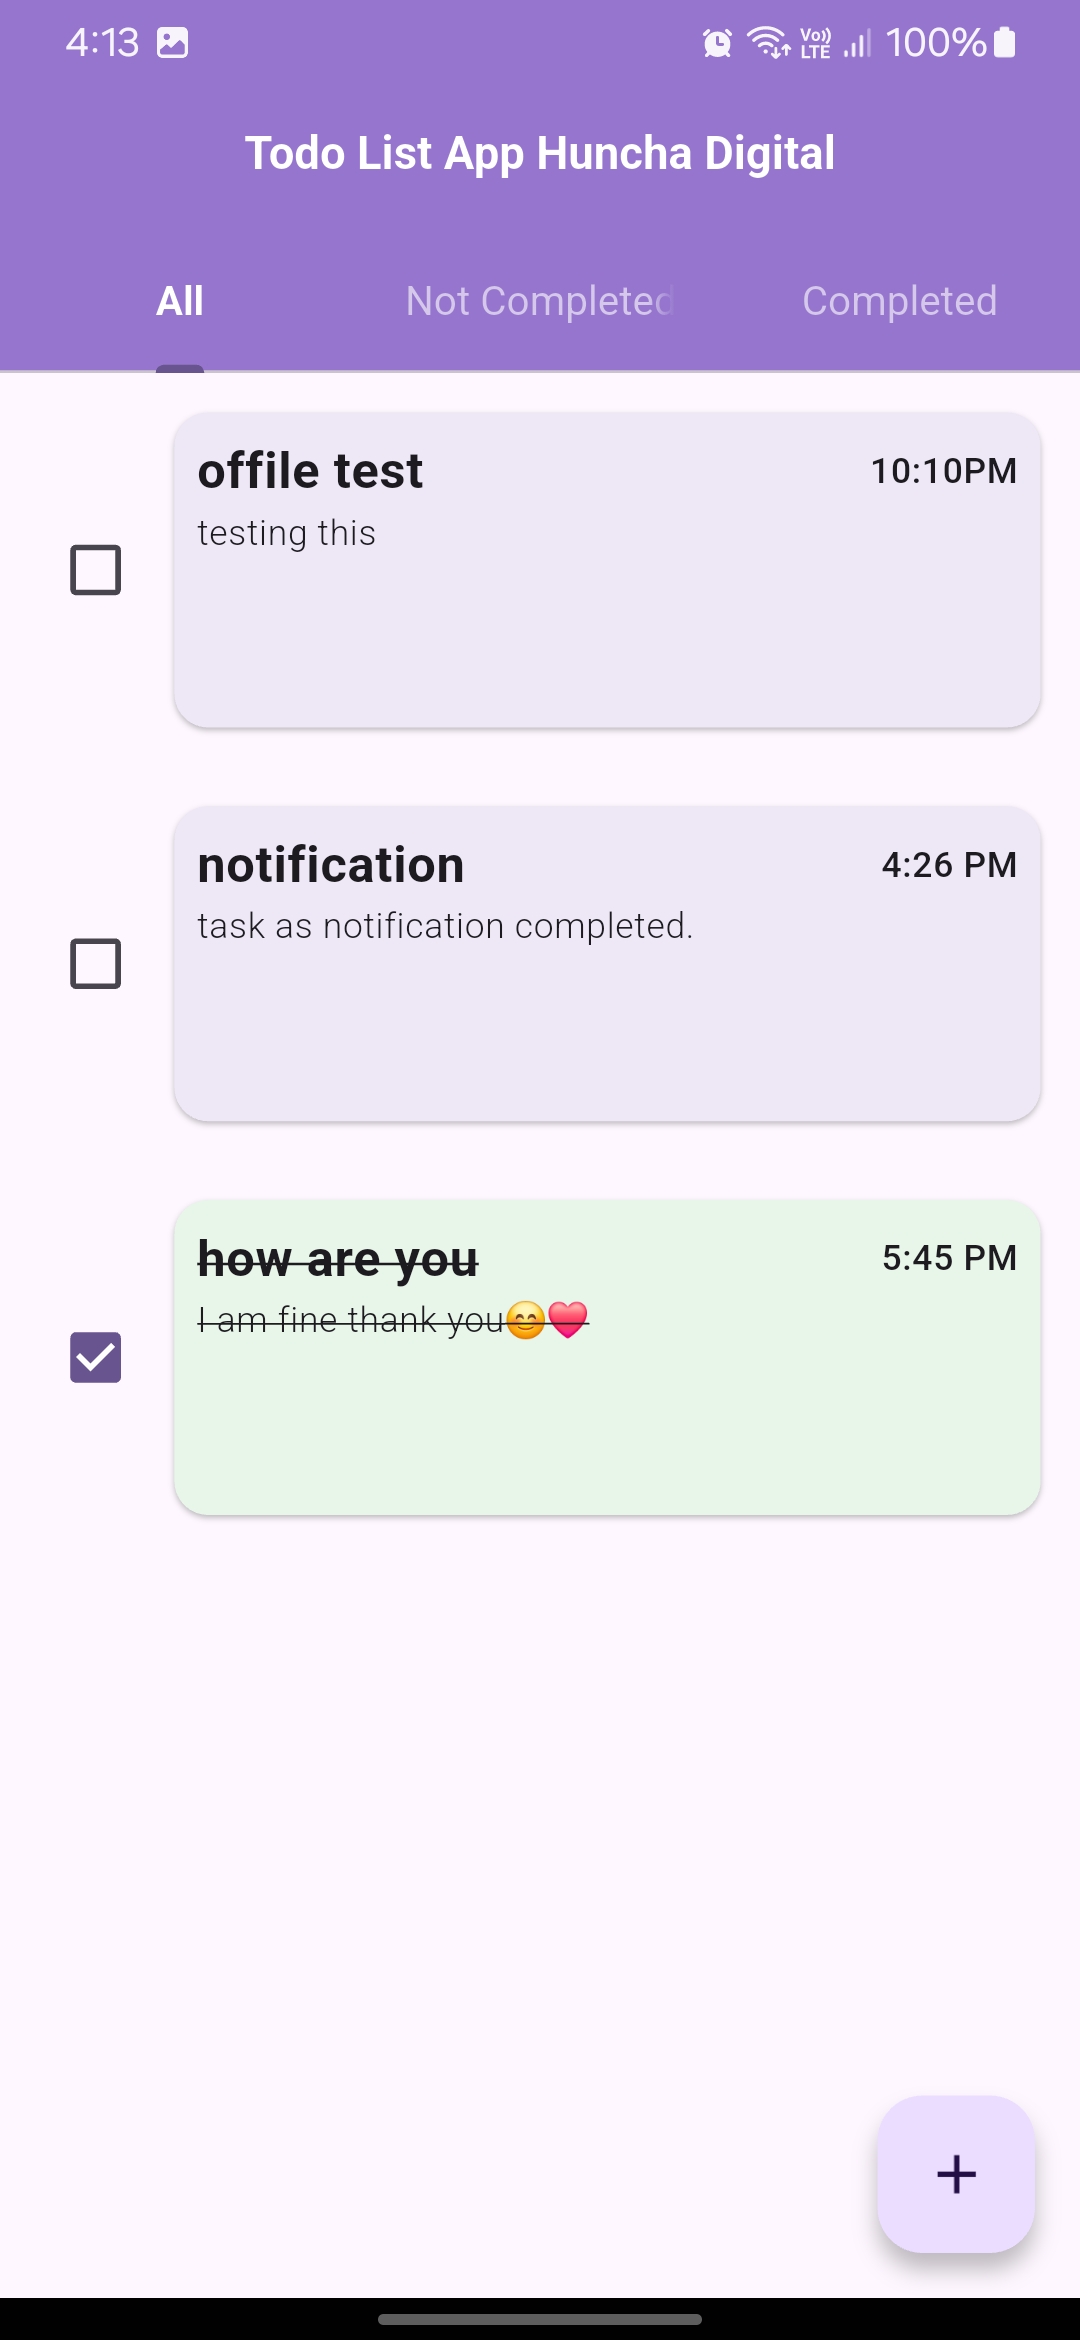 4:13 Vo)) LTE 100%
Todo List App Huncha Digital
All Not Completed Completed
offile test 10:10PM
testing this
notification 4:26 PM
task as notification completed.
how are you 5:45 PM
I am fine thank you😊❤️